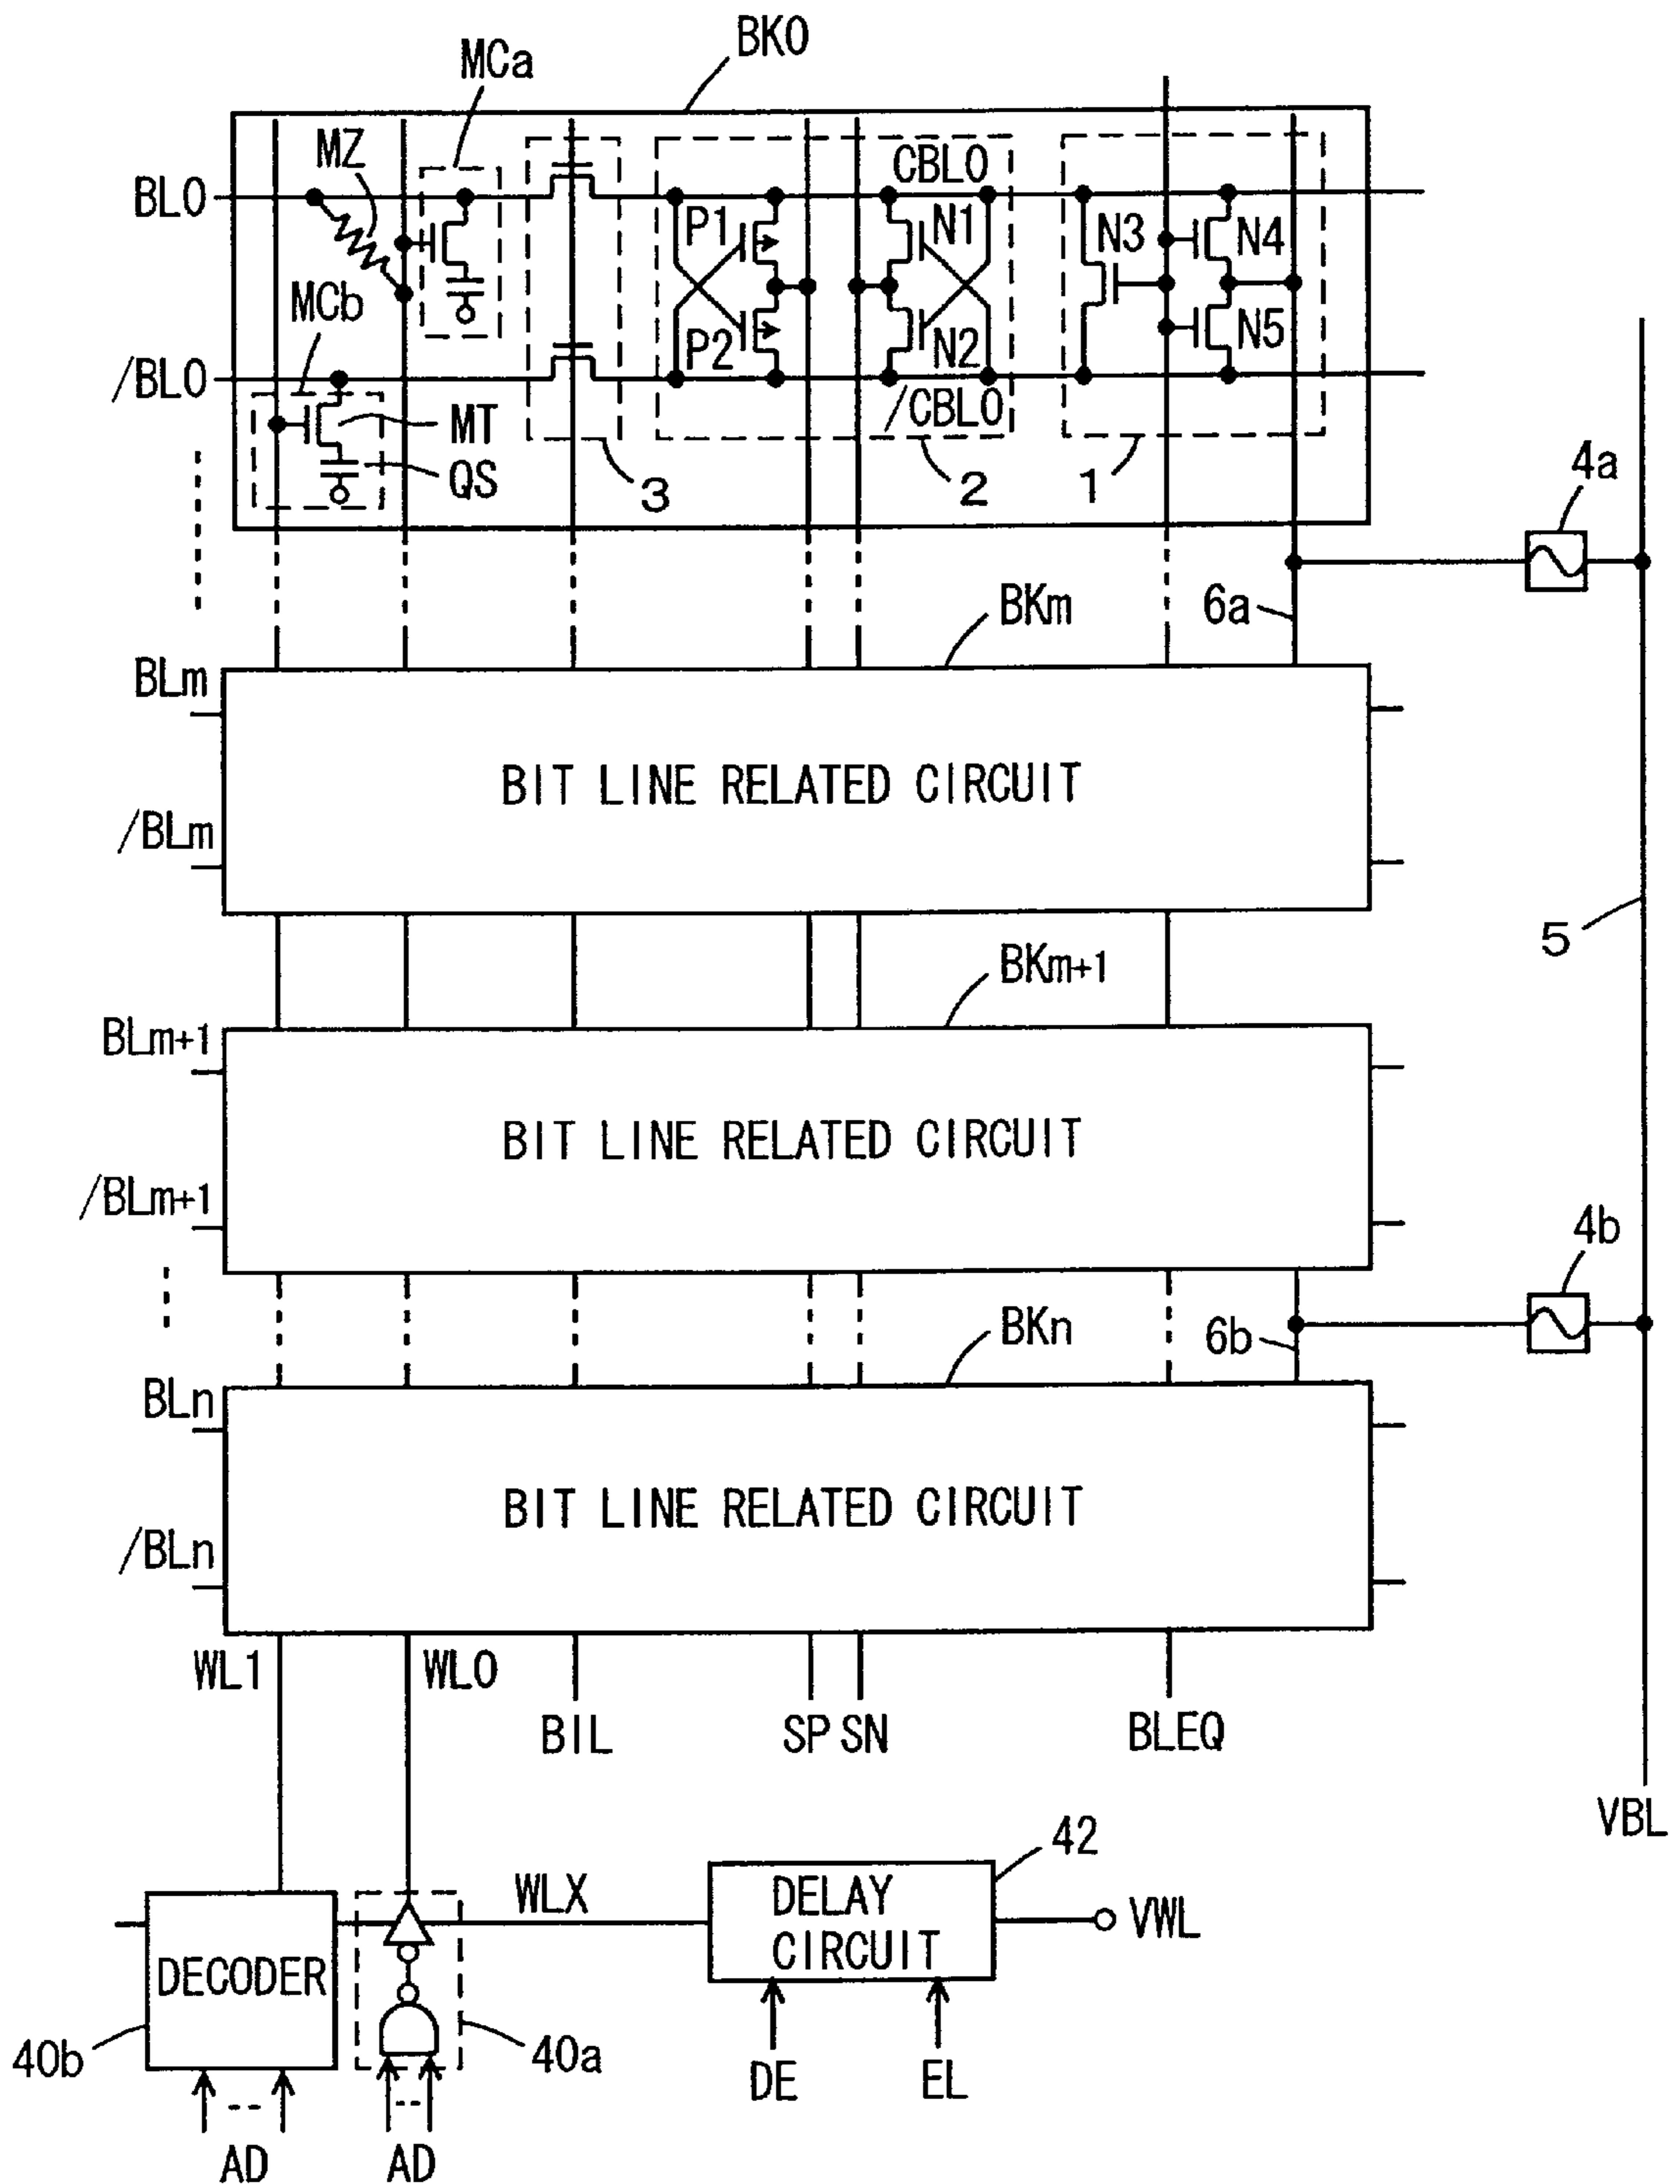 BK0
MCa
MZ
BL0
CBL0
P1
N1
N3
N4
MCb
P2
N2
N5
/BL0
/CBL0
MT
QS
3
2
1
4a
BKm
6a
BLm
BIT LINE RELATED CIRCUIT
/BLm
5
BKm+1
BLm+1
BIT LINE RELATED CIRCUIT
/BLm+1
4b
BKn
6b
BLn
BIT LINE RELATED CIRCUIT
/BLn
WL1
WL0
BIL
SP
SN
BLEQ
VBL
42
WLX
DELAY
CIRCUIT
VWL
DECODER
40b
40a
DE
EL
AD
AD